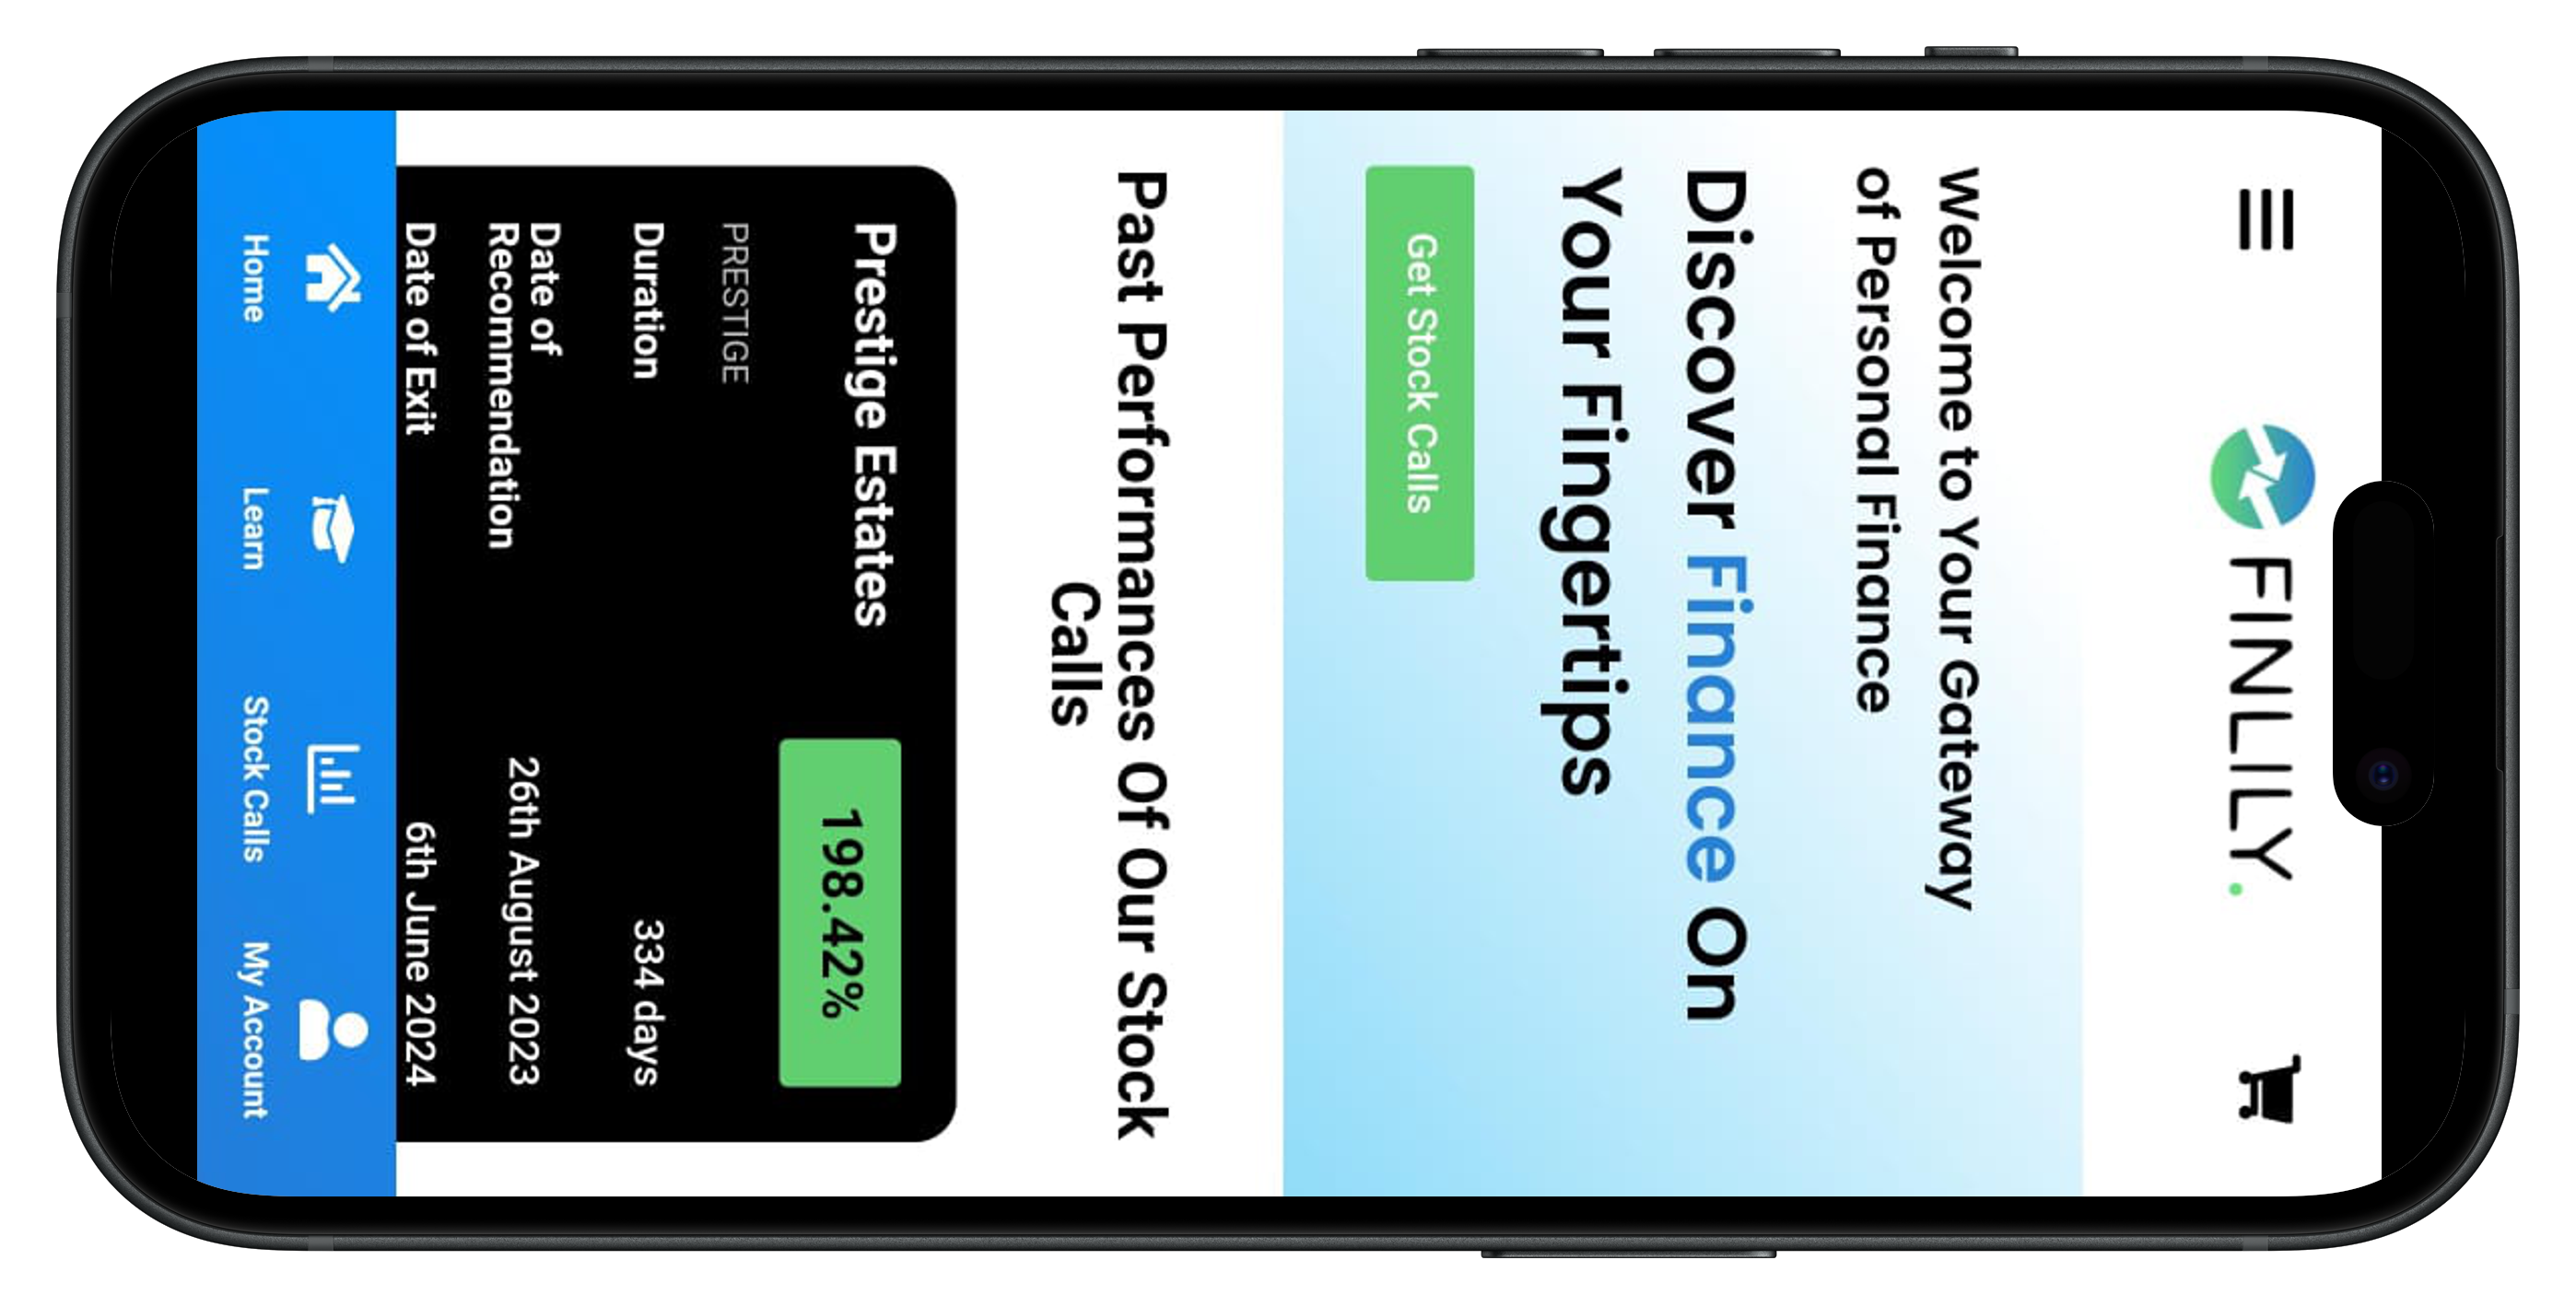 FINLILY.
Welcome to Your Gateway
of Personal Finance
Discover Finance On
Your Fingertips
Get Stock Calls
Past Performances Of Our Stock
Calls
Prestige Estates
198.42%
PRESTIGE
Duration
334 days
Date of
Recommendation
26th August 2023
Date of Exit
6th June 2024
Home
Learn
Stock Calls
My Account